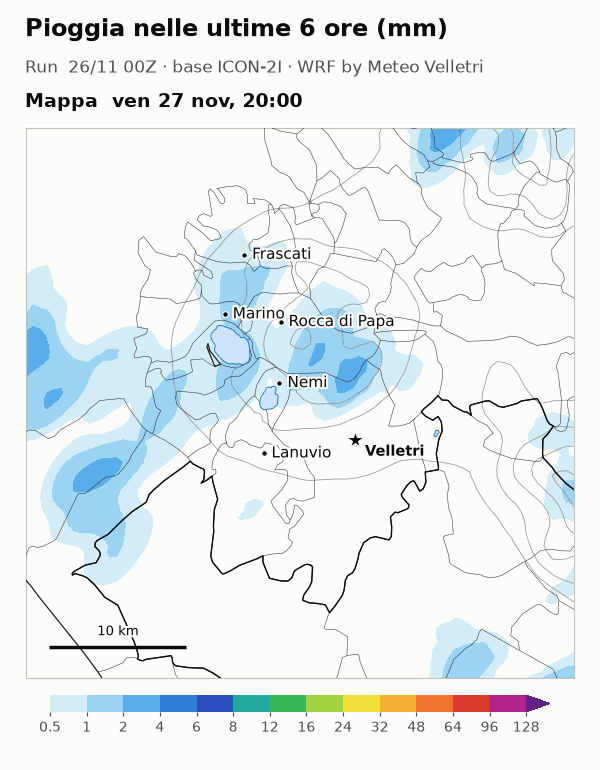 Pioggia nelle ultime 6 ore (mm)
Run  26/11 00Z · base ICON-2I · WRF by Meteo Velletri
Mappa  ven 27 nov, 20:00
Frascati
Marino
Rocca di Papa
Nemi
Velletri
Lanuvio
10 km
0.5 1 2 4 6 8 12 16 24 32 48 64 96 128